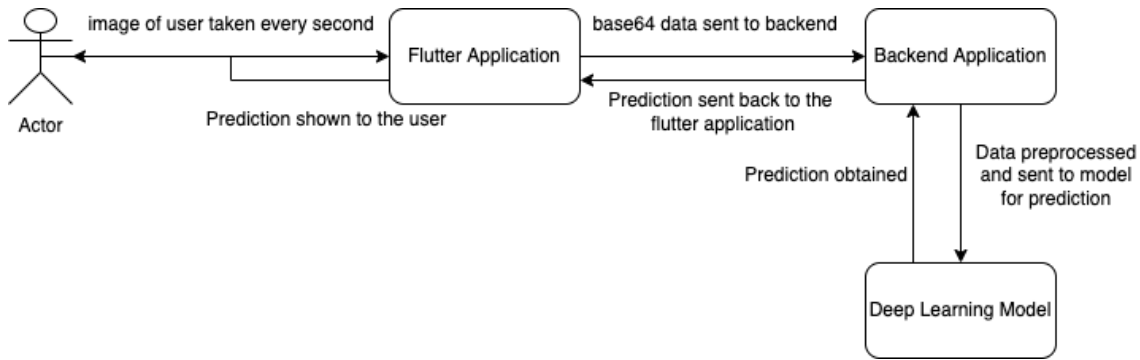 image of user taken every second
base64 data sent to backend
Flutter Application
Backend Application
Actor
Prediction shown to the user
Prediction sent back to the
flutter application
Prediction obtained
Data preprocessed
and sent to model
for prediction
Deep Learning Model